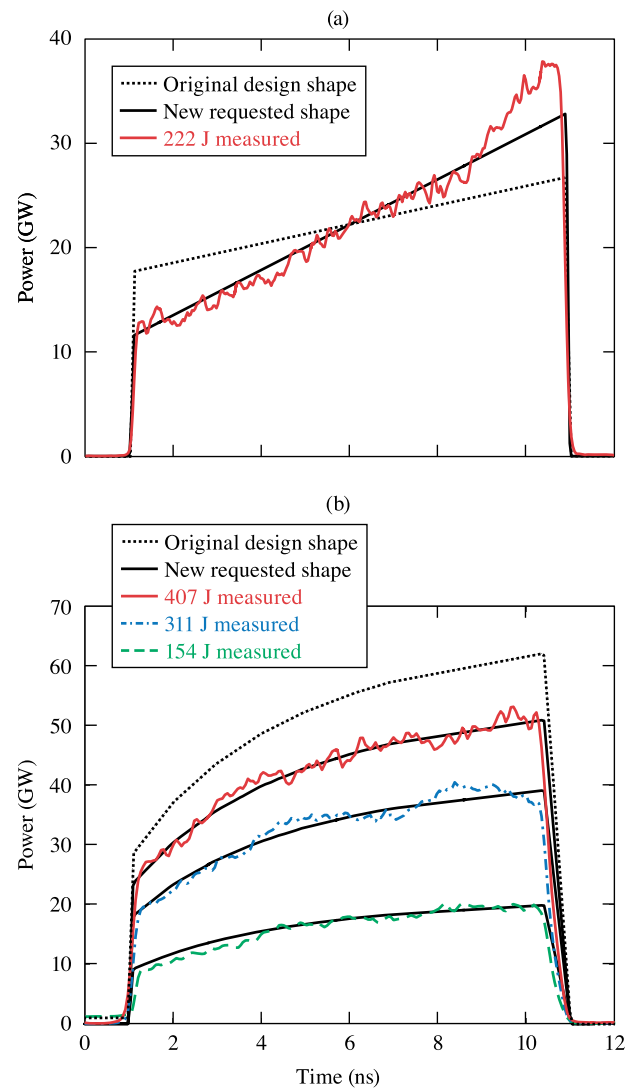 (a)
40
Original design shape
New requested shape
222 J measured
30
Power (GW)
20
10
0
(b)
Original design shape
New requested shape
407 J measured
311 J measured
154 J measured
70
60
50
40
Power (GW)
30
20
10
0
0 2 4 6 8 10 12
Time (ns)